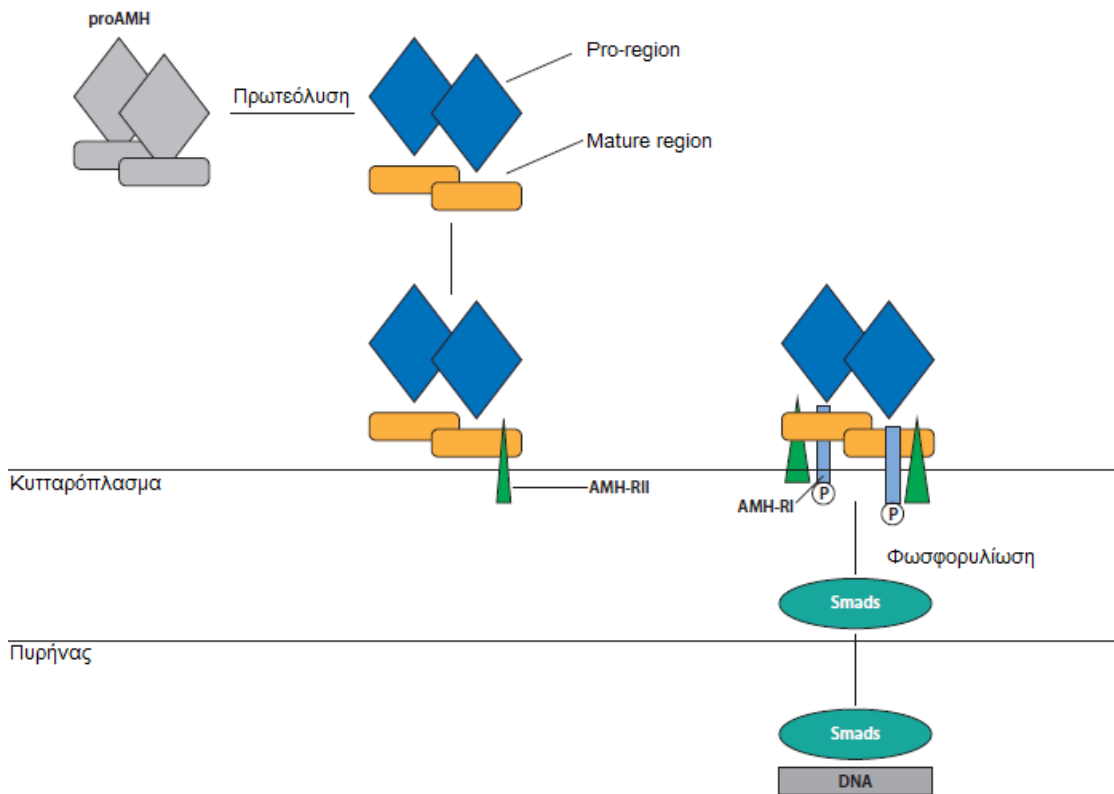 proAMH
Pro-region
Πρωτεόλυση
Mature region
Κυτταρόπλασμα
AMH-RII
AMH-RI
P
P
Φωσφορυλίωση
Smads
Πυρήνας
Smads
DNA